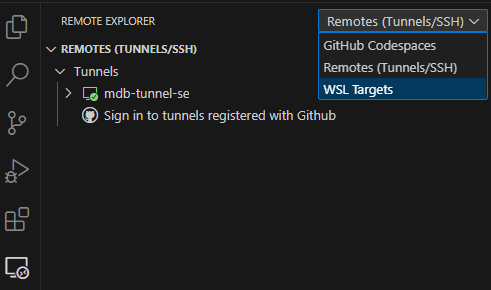 REMOTE EXPLORER
Remotes (Tunnels/SSH)
GitHub Codespaces
Remotes (Tunnels/SSH)
WSL Targets
REMOTES (TUNNELS/SSH)
Tunnels
mdb-tunnel-se
Sign in to tunnels registered with Github